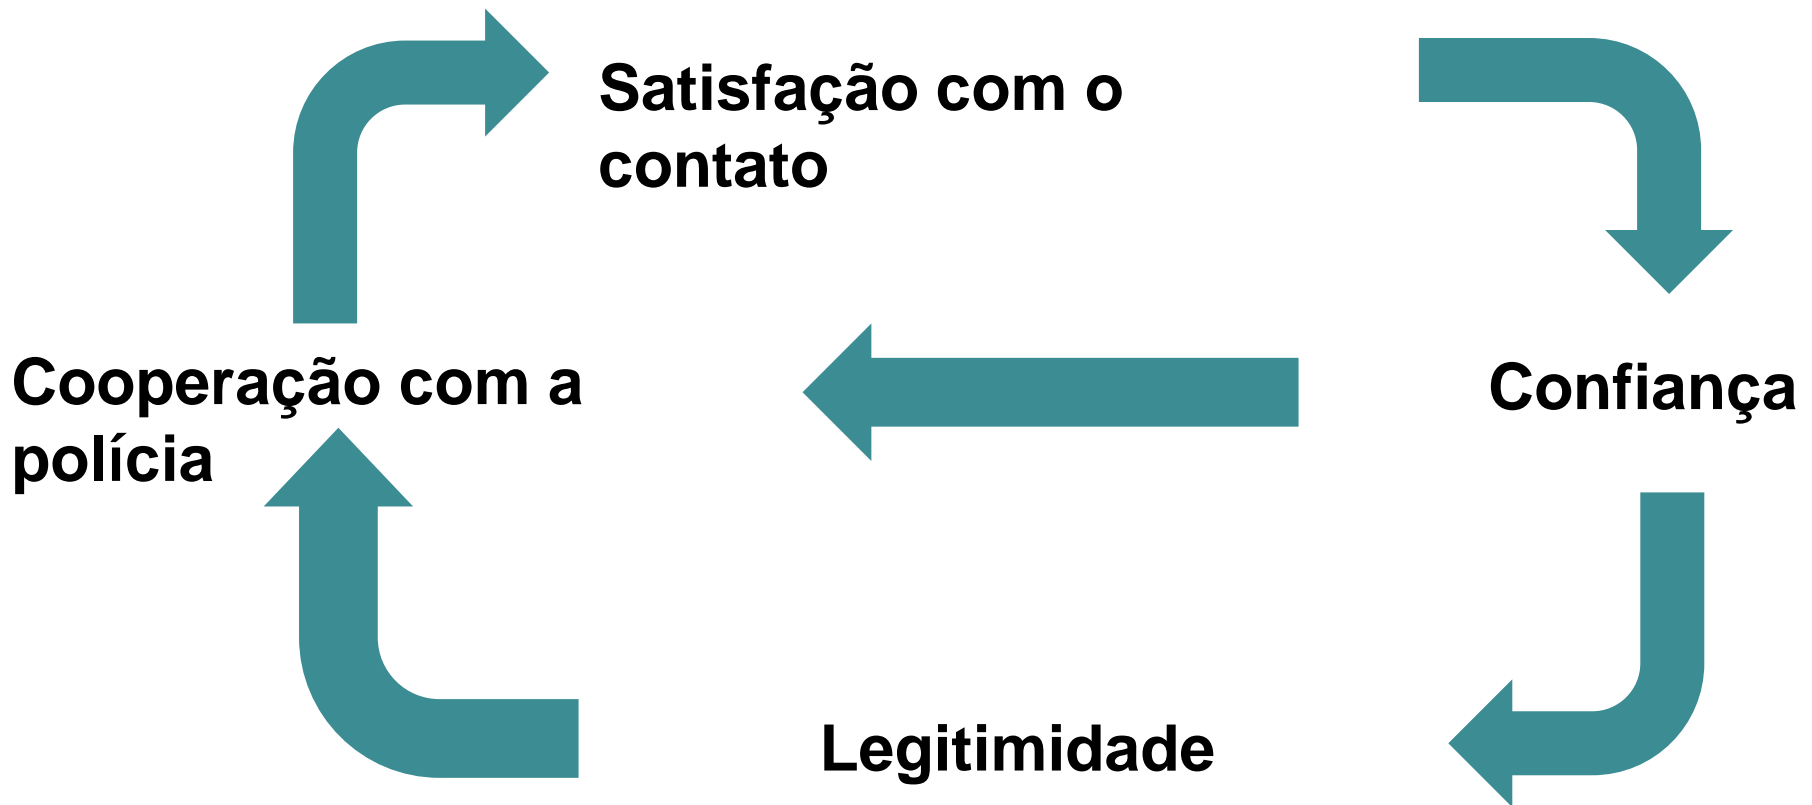 Satisfação com o
contato
Cooperação com a
polícia
Confiança
Legitimidade